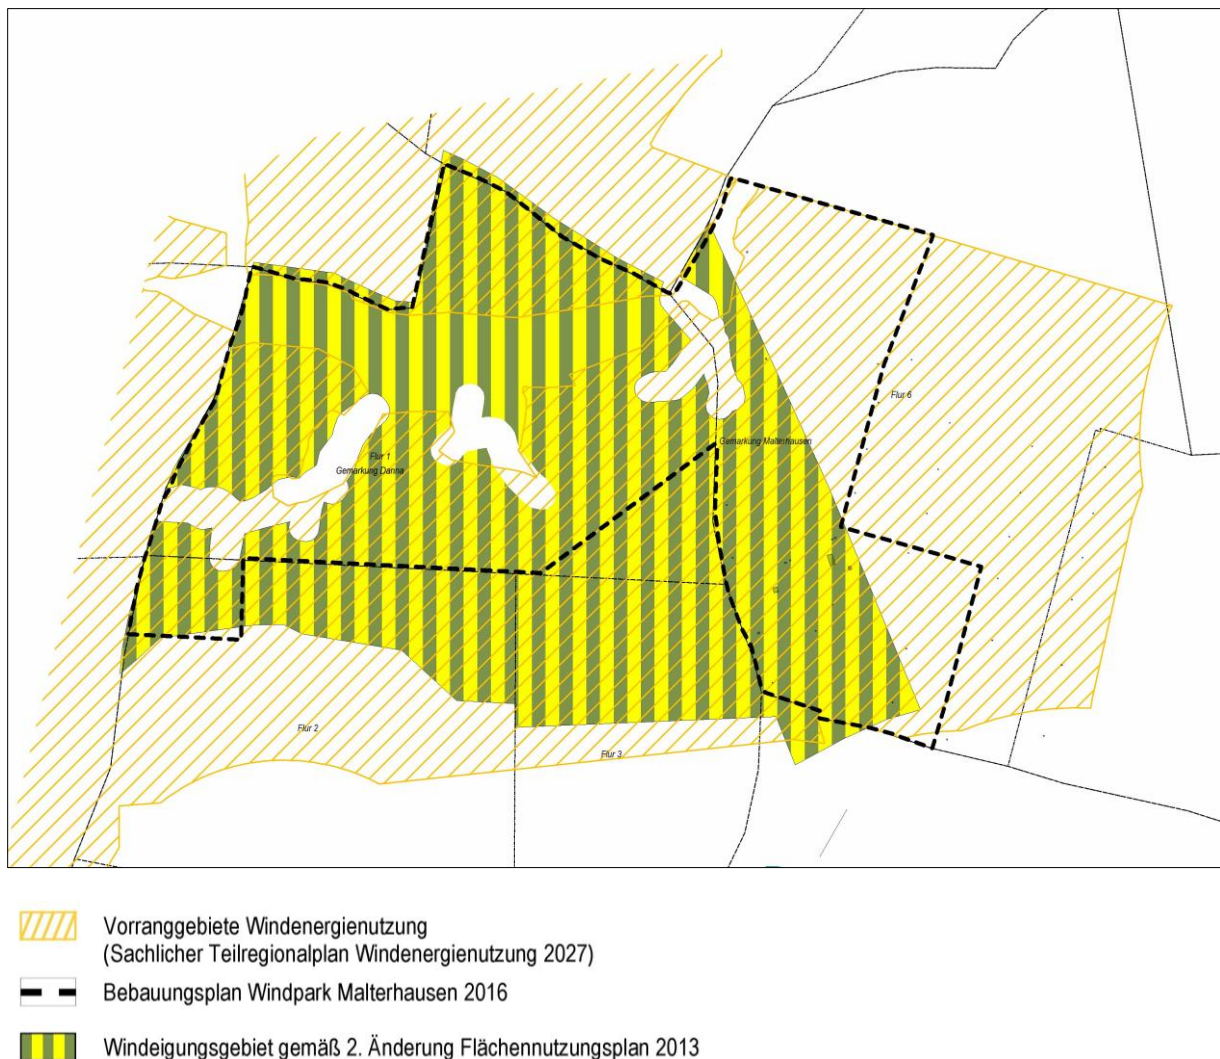 Flur 6
Gemarkung Malterhausen
Flur 1
Gemarkung Danna
Flur 2
Flur 3
Vorranggebiete Windenergienutzung
(Sachlicher Teilregionalplan Windenergienutzung 2027)
Bebauungsplan Windpark Malterhausen 2016
Windeigungsgebiet gemäß 2. Änderung Flächennutzungsplan 2013